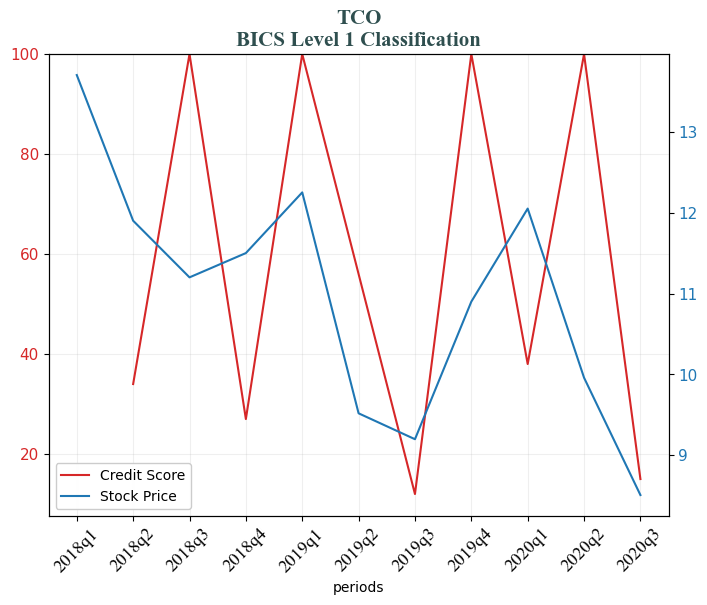 TCO
BICS Level 1 Classification
100
80
60
40
20
13
12
11
10
9
Credit Score
Stock Price
2018q1
2018q2
2018q3
2018q4
2019q1
2019q2
2019q3
2019q4
2020q1
2020q2
2020q3
periods